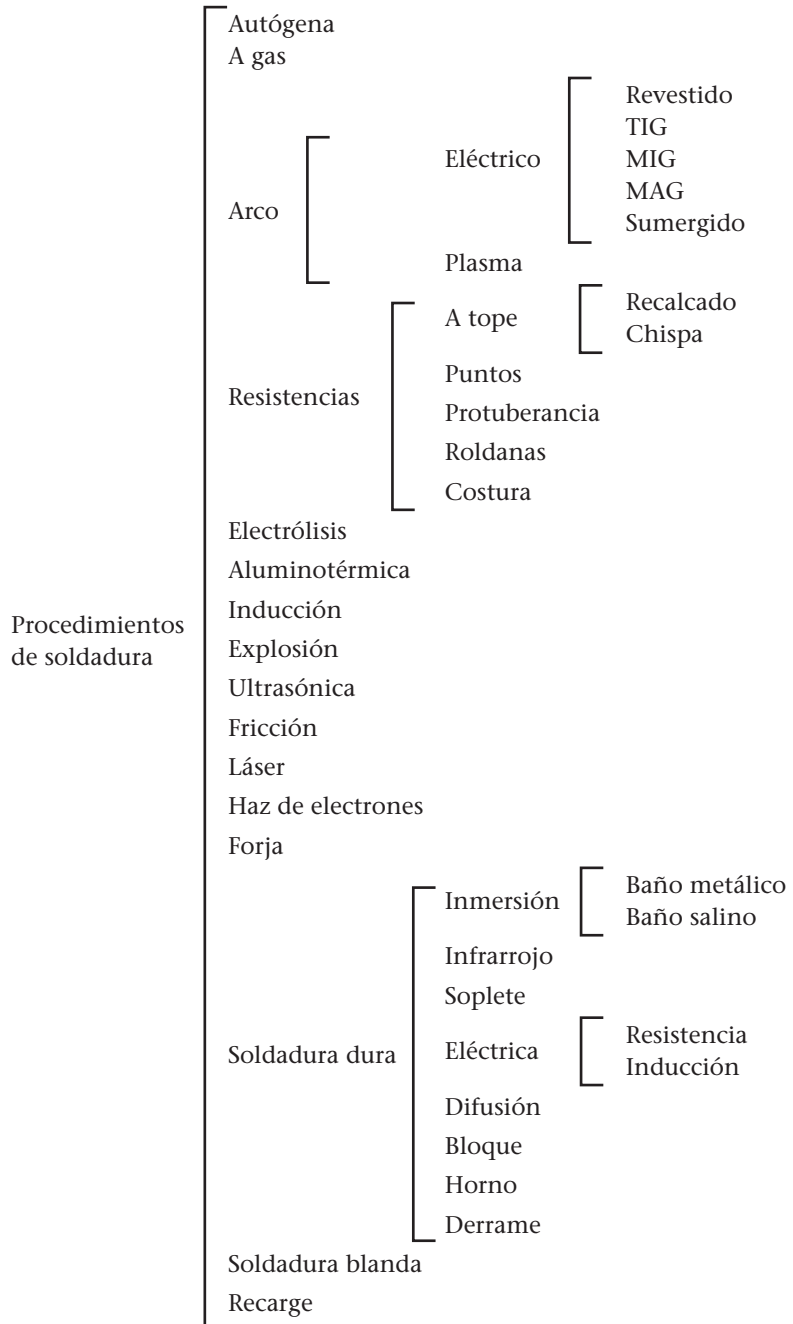 Autógena
A gas
Revestido
TIG
Eléctrico
MIG
MAG
Arco
Sumergido
Plasma
Recalcado
A tope
Chispa
Puntos
Resistencias
Protuberancia
Roldanas
Costura
Electrólisis
Aluminotérmica
Inducción
Procedimientos
de soldadura
Explosión
Ultrasónica
Fricción
Láser
Haz de electrones
Forja
Baño metálico
Inmersión
Baño salino
Infrarrojo
Soplete
Resistencia
Soldadura dura
Eléctrica
Inducción
Difusión
Bloque
Horno
Derrame
Soldadura blanda
Recarge